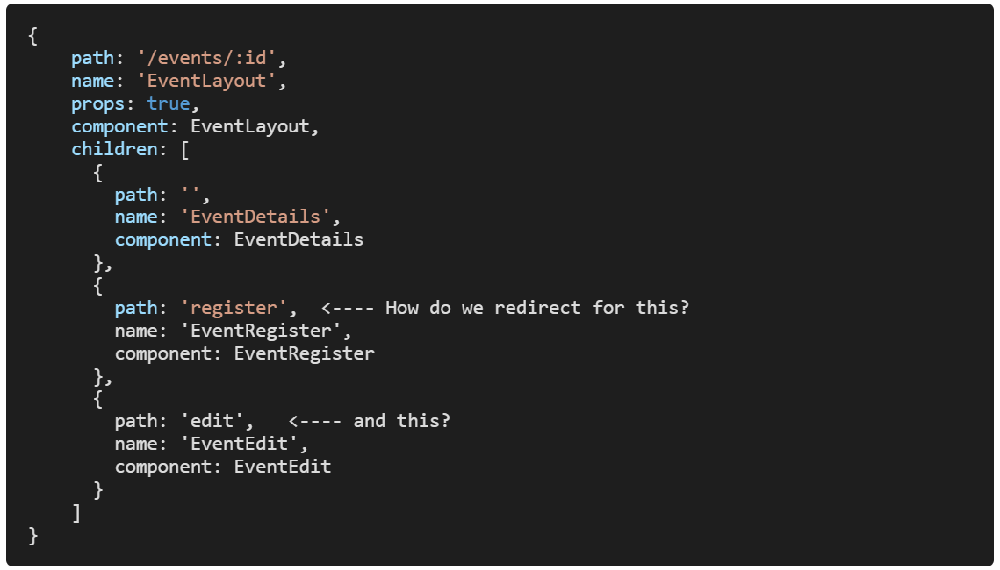 {
    path: '/events/:id',
    name: 'EventLayout',
    props: true,
    component: EventLayout,
    children: [
      {
        path: '',
        name: 'EventDetails',
        component: EventDetails
      },
      {
        path: 'register',  <---- How do we redirect for this?
        name: 'EventRegister',
        component: EventRegister
      },
      {
        path: 'edit',   <---- and this?
        name: 'EventEdit',
        component: EventEdit
      }
    ]
}